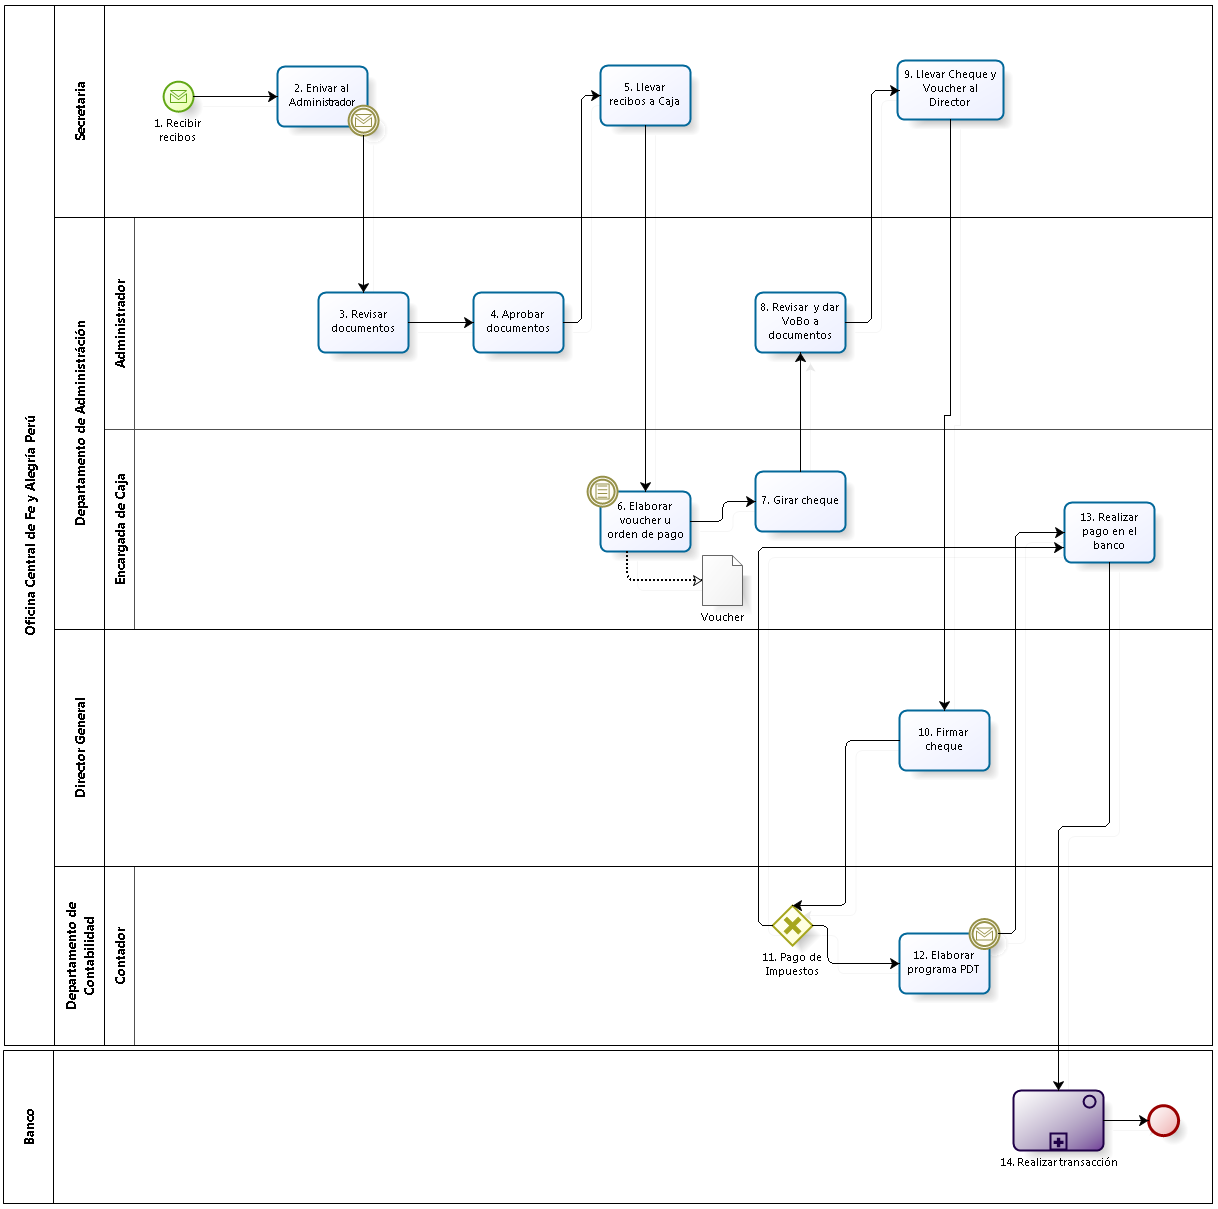 Oficina Central de Fe y Alegría Perú
Secretaria
1. Recibir
recibos
2. Enivar al
Administrador
5. Llevar
recibos a Caja
9. Llevar Cheque y
Voucher al
Director
Departamento de Administráción
Administrador
3. Revisar
documentos
4. Aprobar
documentos
8. Revisar y dar
VoBo a
documentos
Encargada de Caja
6. Elaborar
voucher u
orden de pago
7. Girar cheque
Voucher
13. Realizar
pago en el
banco
Director General
10. Firmar
cheque
Departamento de
Contabilidad
Contador
11. Pago de
Impuestos
12. Elaborar
programa PDT
Banco
14. Realizar transacción